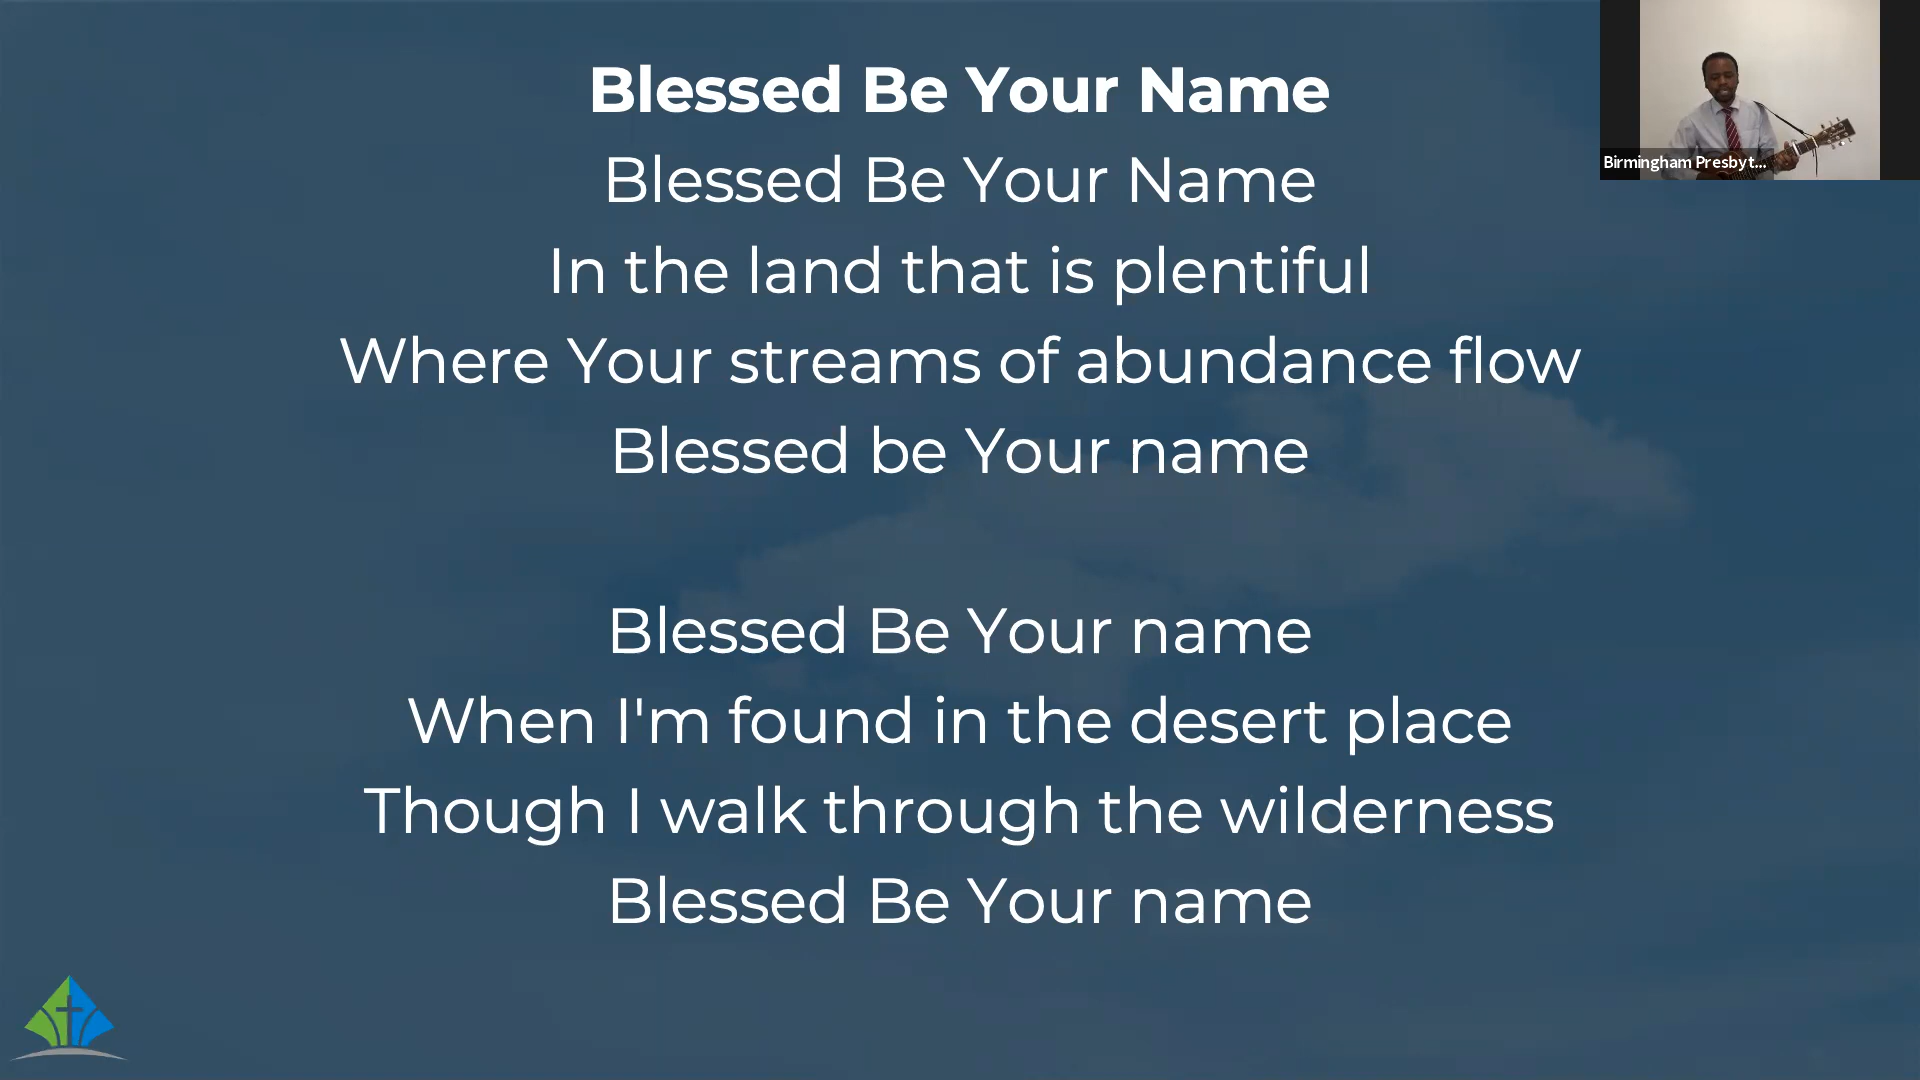 Blessed Be Your Name
Blessed Be Your Name
In the land that is plentiful
Where Your streams of abundance flow
Blessed be Your name
Blessed Be Your name
When I'm found in the desert place
Though I walk through the wilderness
Blessed Be Your name
Birmingham Presbyt...